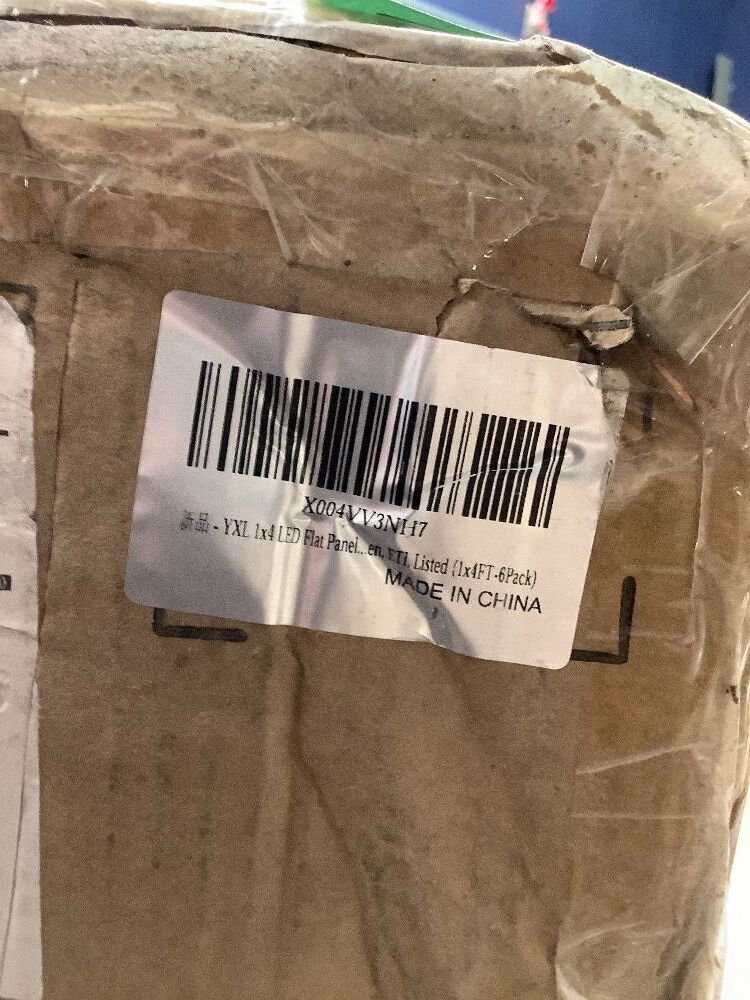 X004VV3NH7
新品 - YXL 1x4 LED Flat Panel...en, ETL Listed (1x4FT-6Pack)
MADE IN CHINA